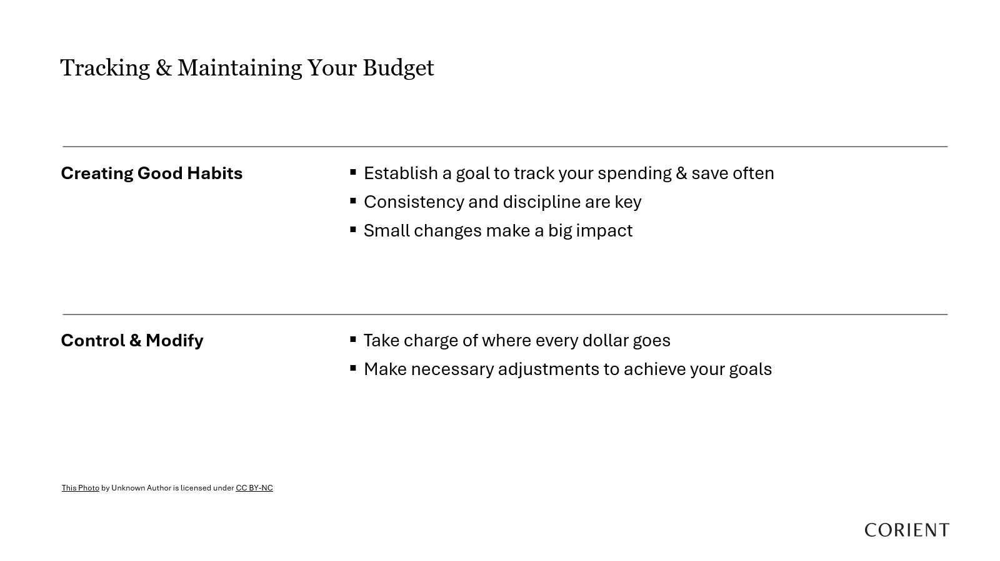 Tracking & Maintaining Your Budget
Creating Good Habits
▪ Establish a goal to track your spending & save often
▪ Consistency and discipline are key
▪ Small changes make a big impact
Control & Modify
▪ Take charge of where every dollar goes
▪ Make necessary adjustments to achieve your goals
This Photo by Unknown Author is licensed under CC BY-NC
CORIENT